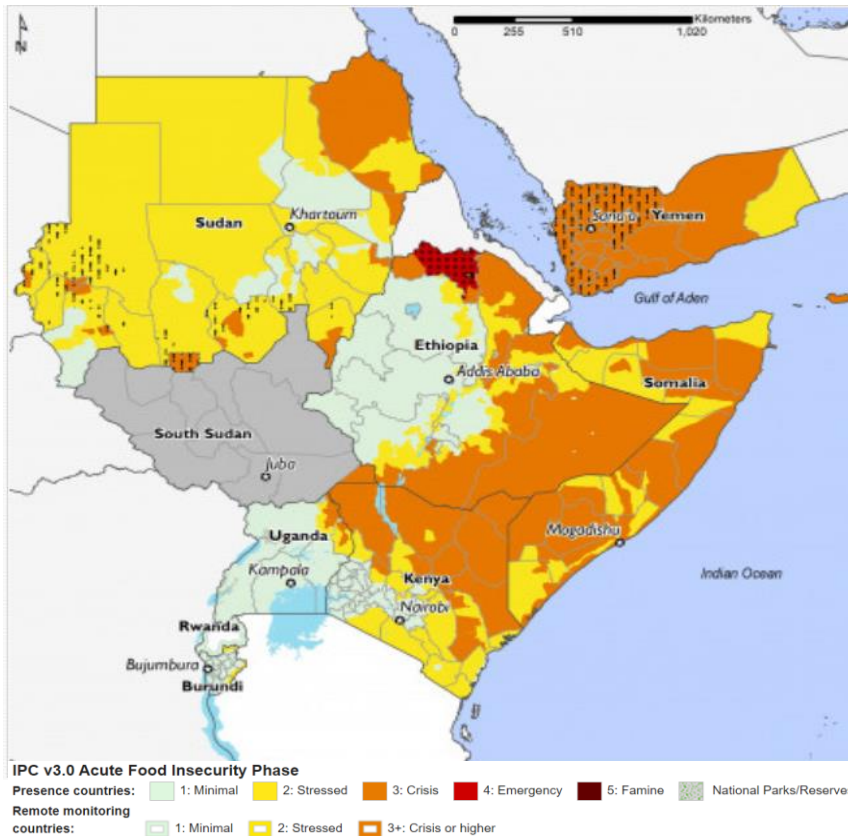 N
Kilometers
0 255 510 1,020
Sudan
Khartoum
Sana'a
Yemen
Gulf of Aden
Ethiopia
Addis Ababa
Somalia
South Sudan
Juba
Uganda
Mogadishu
Kampala
Kenya
Nairobi
Indian Ocean
Rwanda
Bujumbura
Burundi
IPC v3.0 Acute Food Insecurity Phase
Presence countries: 1: Minimal 2: Stressed 3: Crisis 4: Emergency 5: Famine National Parks/Reserve
Remote monitoring
countries: 1: Minimal 2: Stressed 3+: Crisis or higher